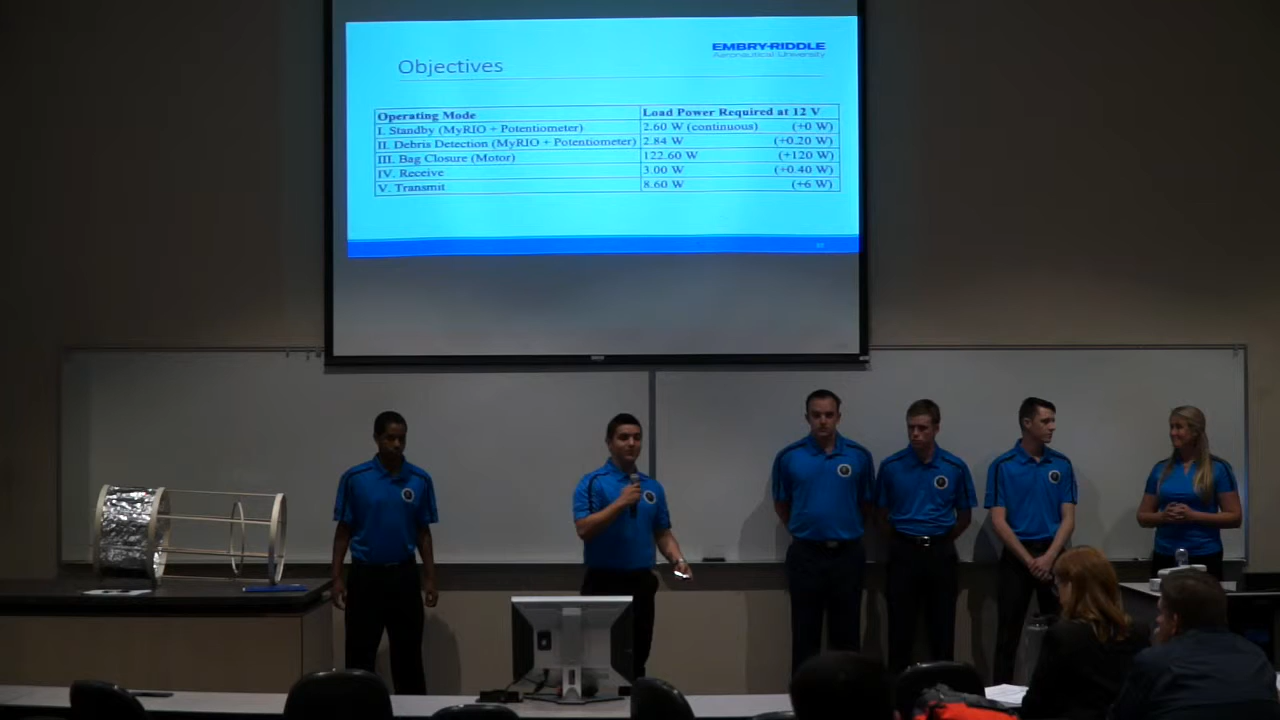 EMBRY-RIDDLE
Aeronautical University
Objectives
Operating Mode Load Power Required at 12 V
I. Standby (MyRIO + Potentiometer) 2.60 W (continuous) (+0 W)
II. Debris Detection (MyRIO + Potentiometer) 2.84 W (+0.20 W)
III. Bag Closure (Motor) 122.60 W (+120 W)
IV. Receive 3.00 W (+0.40 W)
V. Transmit 8.60 W (+6 W)